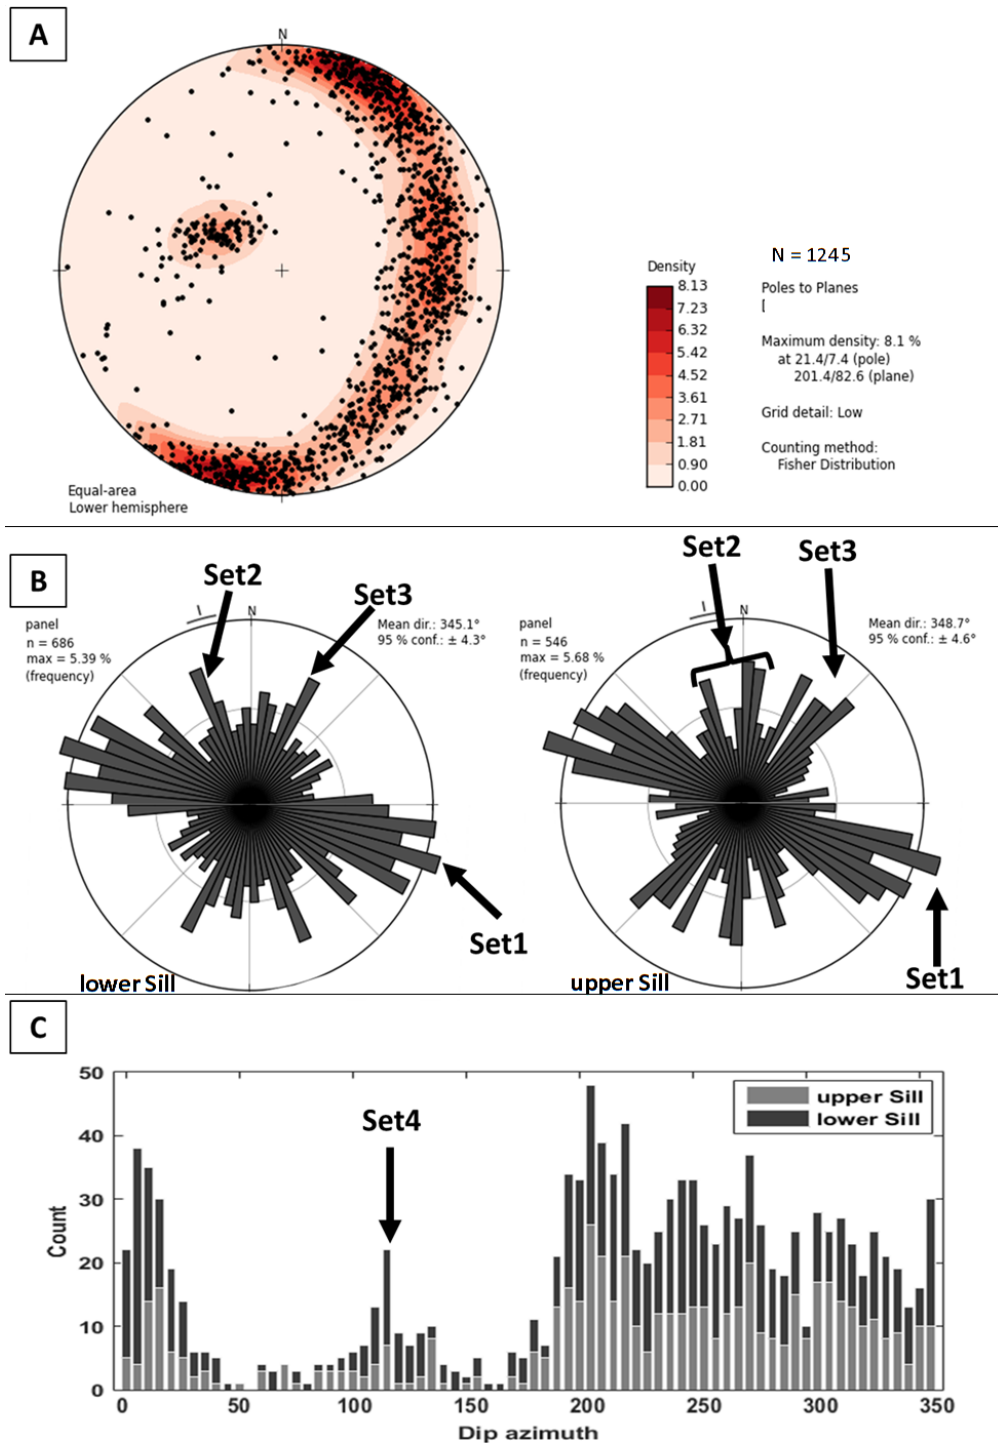 A
N
N = 1245
Density
8.13
7.23
6.32
5.42
4.52
3.61
2.71
1.81
0.90
0.00
Poles to Planes
[
Maximum density: 8.1 %
at 21.4/7.4 (pole)
201.4/82.6 (plane)
Grid detail: Low
Counting method:
Fisher Distribution
Equal-area
Lower hemisphere
B
Set2
Set3
N
panel
n = 686
max = 5.39 %
(frequency)
Mean dir.: 345.1°
95 % conf.: ± 4.3°
Set1
lower Sill
Set2
Set3
N
panel
n = 546
max = 5.68 %
(frequency)
Mean dir.: 348.7°
95 % conf.: ± 4.6°
Set1
upper Sill
C
50
40
30
20
10
0
Count
Set4
upper Sill
lower Sill
0 50 100 150 200 250 300 350
Dip azimuth